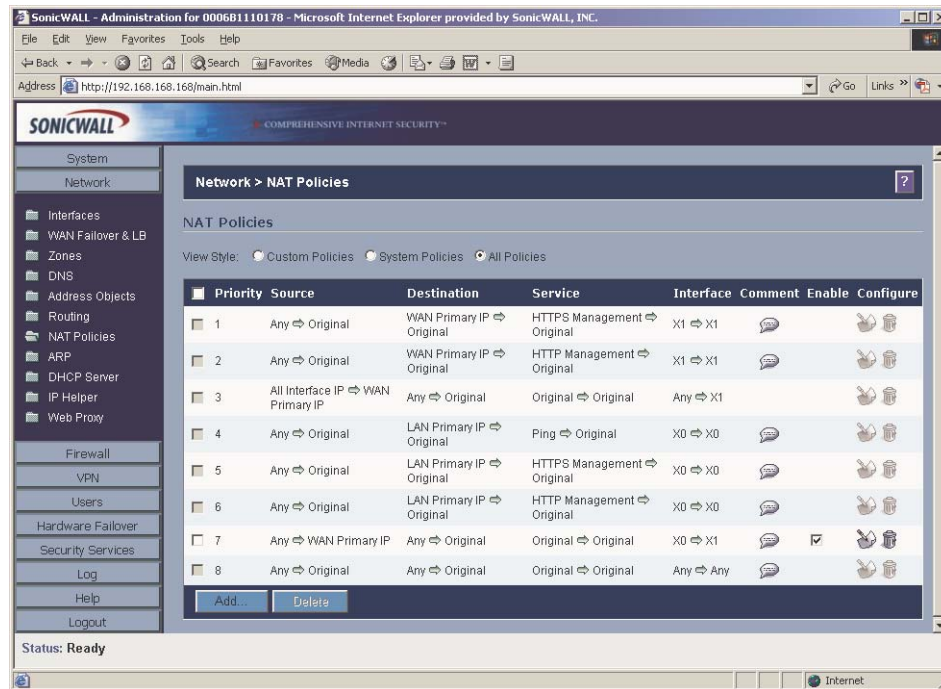 SonicWALL - Administration for 0006B1110178 - Microsoft Internet Explorer provided by SonicWALL, INC.
File Edit View Favorites Tools Help
Back Search Favorites Media
Address http://192.168.168.168/main.html Go Links »
SONICWALL COMPREHENSIVE INTERNET SECURITY™
System
Network
Interfaces
WAN Failover & LB
Zones
DNS
Address Objects
Routing
NAT Policies
ARP
DHCP Server
IP Helper
Web Proxy
Firewall
VPN
Users
Hardware Failover
Security Services
Log
Help
Logout
Network > NAT Policies ?
NAT Policies
View Style: Custom Policies System Policies All Policies
Priority Source Destination Service Interface Comment Enable Configure
1 Any ⇨ Original WAN Primary IP ⇨ Original HTTPS Management ⇨ Original X1 ⇨ X1
2 Any ⇨ Original WAN Primary IP ⇨ Original HTTP Management ⇨ Original X1 ⇨ X1
3 All Interface IP ⇨ WAN Primary IP Any ⇨ Original Original ⇨ Original Any ⇨ X1
4 Any ⇨ Original LAN Primary IP ⇨ Original Ping ⇨ Original X0 ⇨ X0
5 Any ⇨ Original LAN Primary IP ⇨ Original HTTPS Management ⇨ Original X0 ⇨ X0
6 Any ⇨ Original LAN Primary IP ⇨ Original HTTP Management ⇨ Original X0 ⇨ X0
7 Any ⇨ WAN Primary IP Any ⇨ Original Original ⇨ Original X0 ⇨ X1
8 Any ⇨ Original Any ⇨ Original Original ⇨ Original Any ⇨ Any
Add... Delete
Status: Ready
Internet